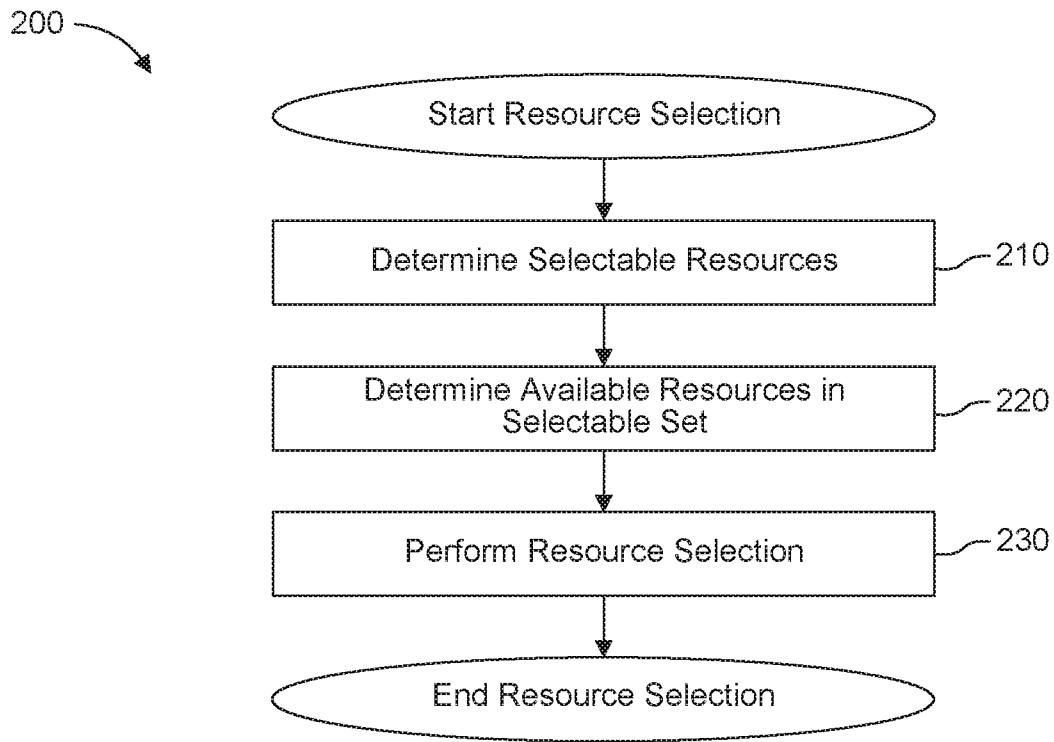 200
Start Resource Selection
Determine Selectable Resources
210
Determine Available Resources in
Selectable Set
220
Perform Resource Selection
230
End Resource Selection